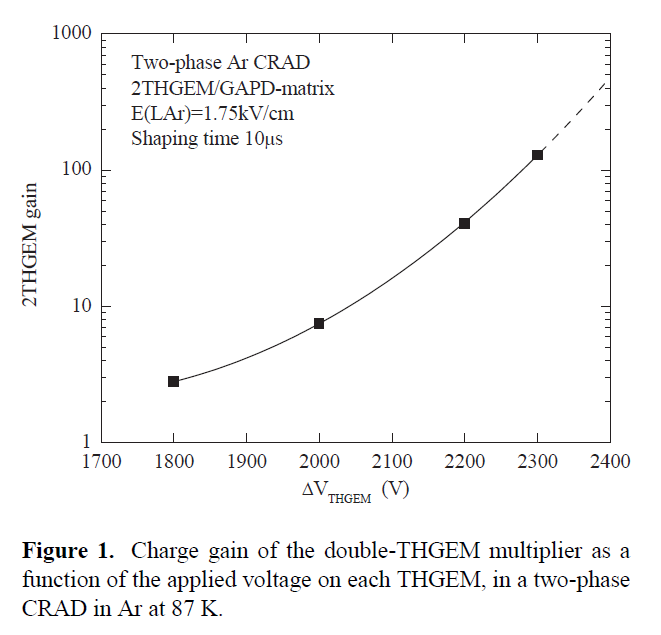 1000
Two-phase Ar CRAD
2THGEM/GAPD-matrix
E(LAr)=1.75kV/cm
Shaping time 10μs
100
2THGEM gain
10
1
1700 1800 1900 2000 2100 2200 2300 2400
ΔV_THGEM (V)
Figure 1. Charge gain of the double-THGEM multiplier as a
function of the applied voltage on each THGEM, in a two-phase
CRAD in Ar at 87 K.